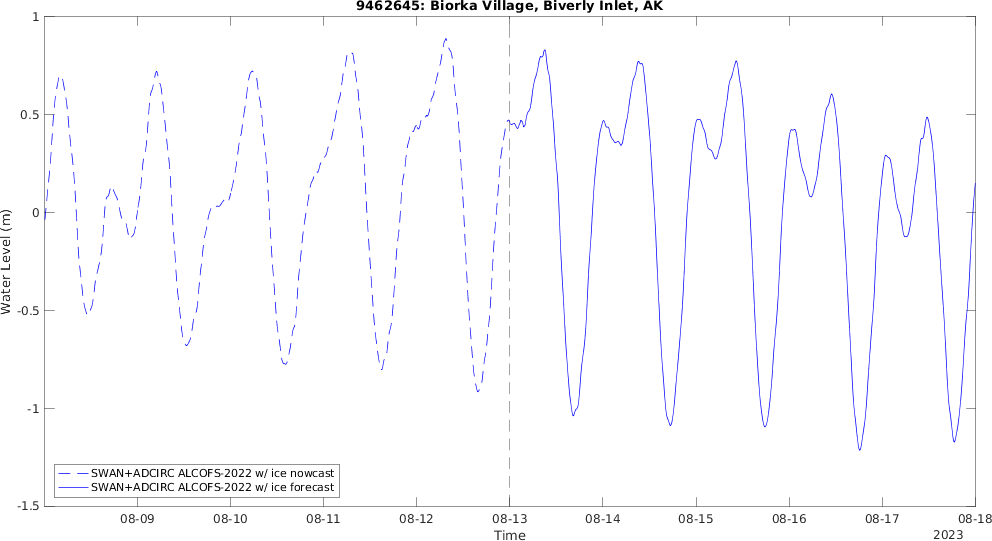 9462645: Biorka Village, Biverly Inlet, AK
1
0.5
0
-0.5
-1
-1.5
Water Level (m)
SWAN+ADCIRC ALCOFS-2022 w/ ice nowcast
SWAN+ADCIRC ALCOFS-2022 w/ ice forecast
08-09 08-10 08-11 08-12 08-13 08-14 08-15 08-16 08-17 08-18
Time
2023